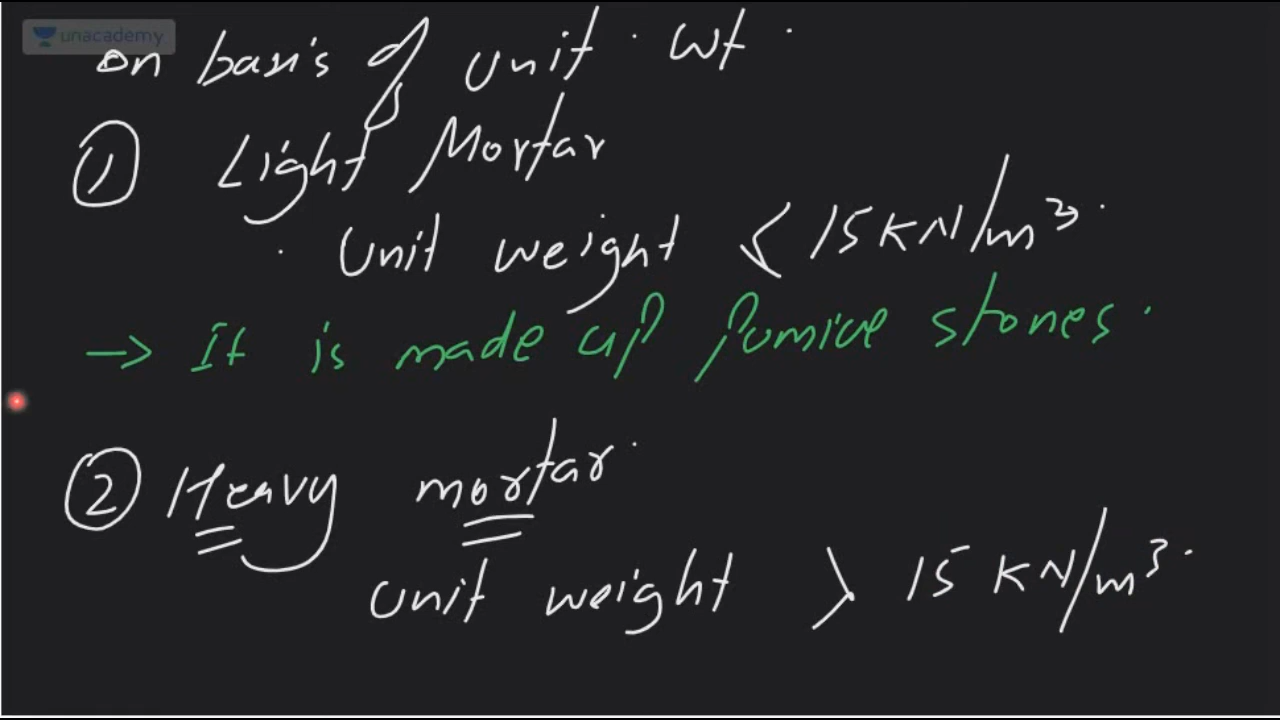 unacademy
on basis of unit wt.
① Light Mortar
unit weight < 15 KN/m³.
→ It is made up Pumice stones.
② Heavy mortar.
unit weight > 15 KN/m³.